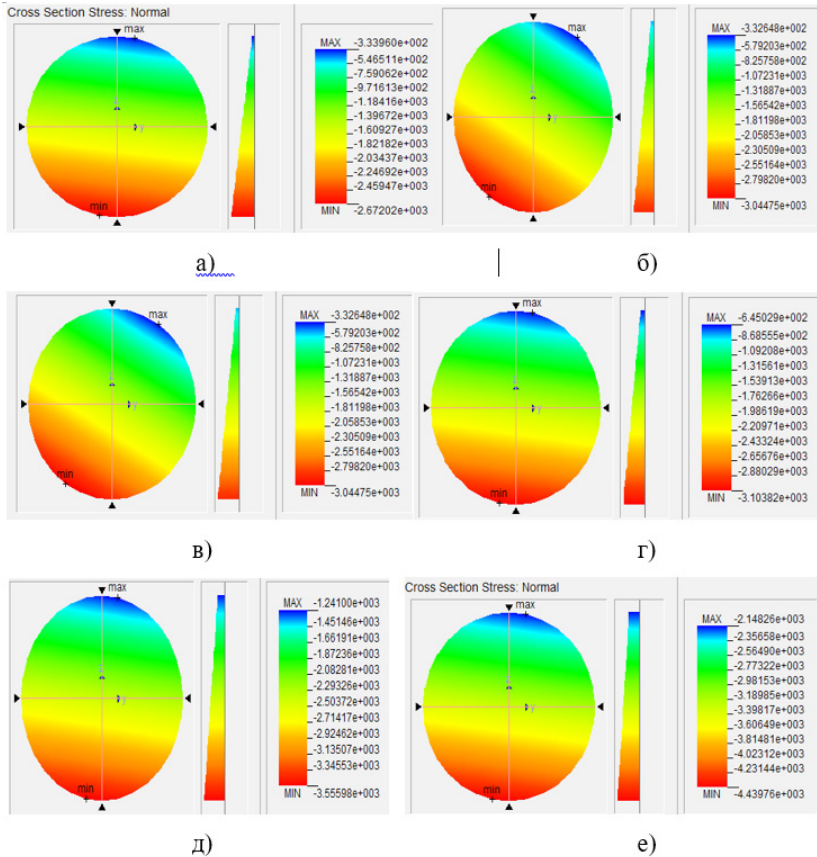 Cross Section Stress: Normal
max
y
min
MAX -3.33960e+002
-5.46511e+002
-7.59062e+002
-9.71613e+002
-1.18416e+003
-1.39672e+003
-1.60927e+003
-1.82182e+003
-2.03437e+003
-2.24692e+003
-2.45947e+003
MIN -2.67202e+003
а)
max
y
min
MAX -3.32648e+002
-5.79203e+002
-8.25758e+002
-1.07231e+003
-1.31887e+003
-1.56542e+003
-1.81198e+003
-2.05853e+003
-2.30509e+003
-2.55164e+003
-2.79820e+003
MIN -3.04475e+003
б)
max
y
min
MAX -3.32648e+002
-5.79203e+002
-8.25758e+002
-1.07231e+003
-1.31887e+003
-1.56542e+003
-1.81198e+003
-2.05853e+003
-2.30509e+003
-2.55164e+003
-2.79820e+003
MIN -3.04475e+003
в)
max
y
min
MAX -6.45029e+002
-8.68555e+002
-1.09208e+003
-1.31561e+003
-1.53913e+003
-1.76266e+003
-1.98619e+003
-2.20971e+003
-2.43324e+003
-2.65676e+003
-2.88029e+003
MIN -3.10382e+003
г)
max
y
min
MAX -1.24100e+003
-1.45146e+003
-1.66191e+003
-1.87236e+003
-2.08281e+003
-2.29326e+003
-2.50372e+003
-2.71417e+003
-2.92462e+003
-3.13507e+003
-3.34553e+003
MIN -3.55598e+003
д)
Cross Section Stress: Normal
max
y
min
MAX -2.14826e+003
-2.35658e+003
-2.56490e+003
-2.77322e+003
-2.98153e+003
-3.18985e+003
-3.39817e+003
-3.60649e+003
-3.81481e+003
-4.02312e+003
-4.23144e+003
MIN -4.43976e+003
е)